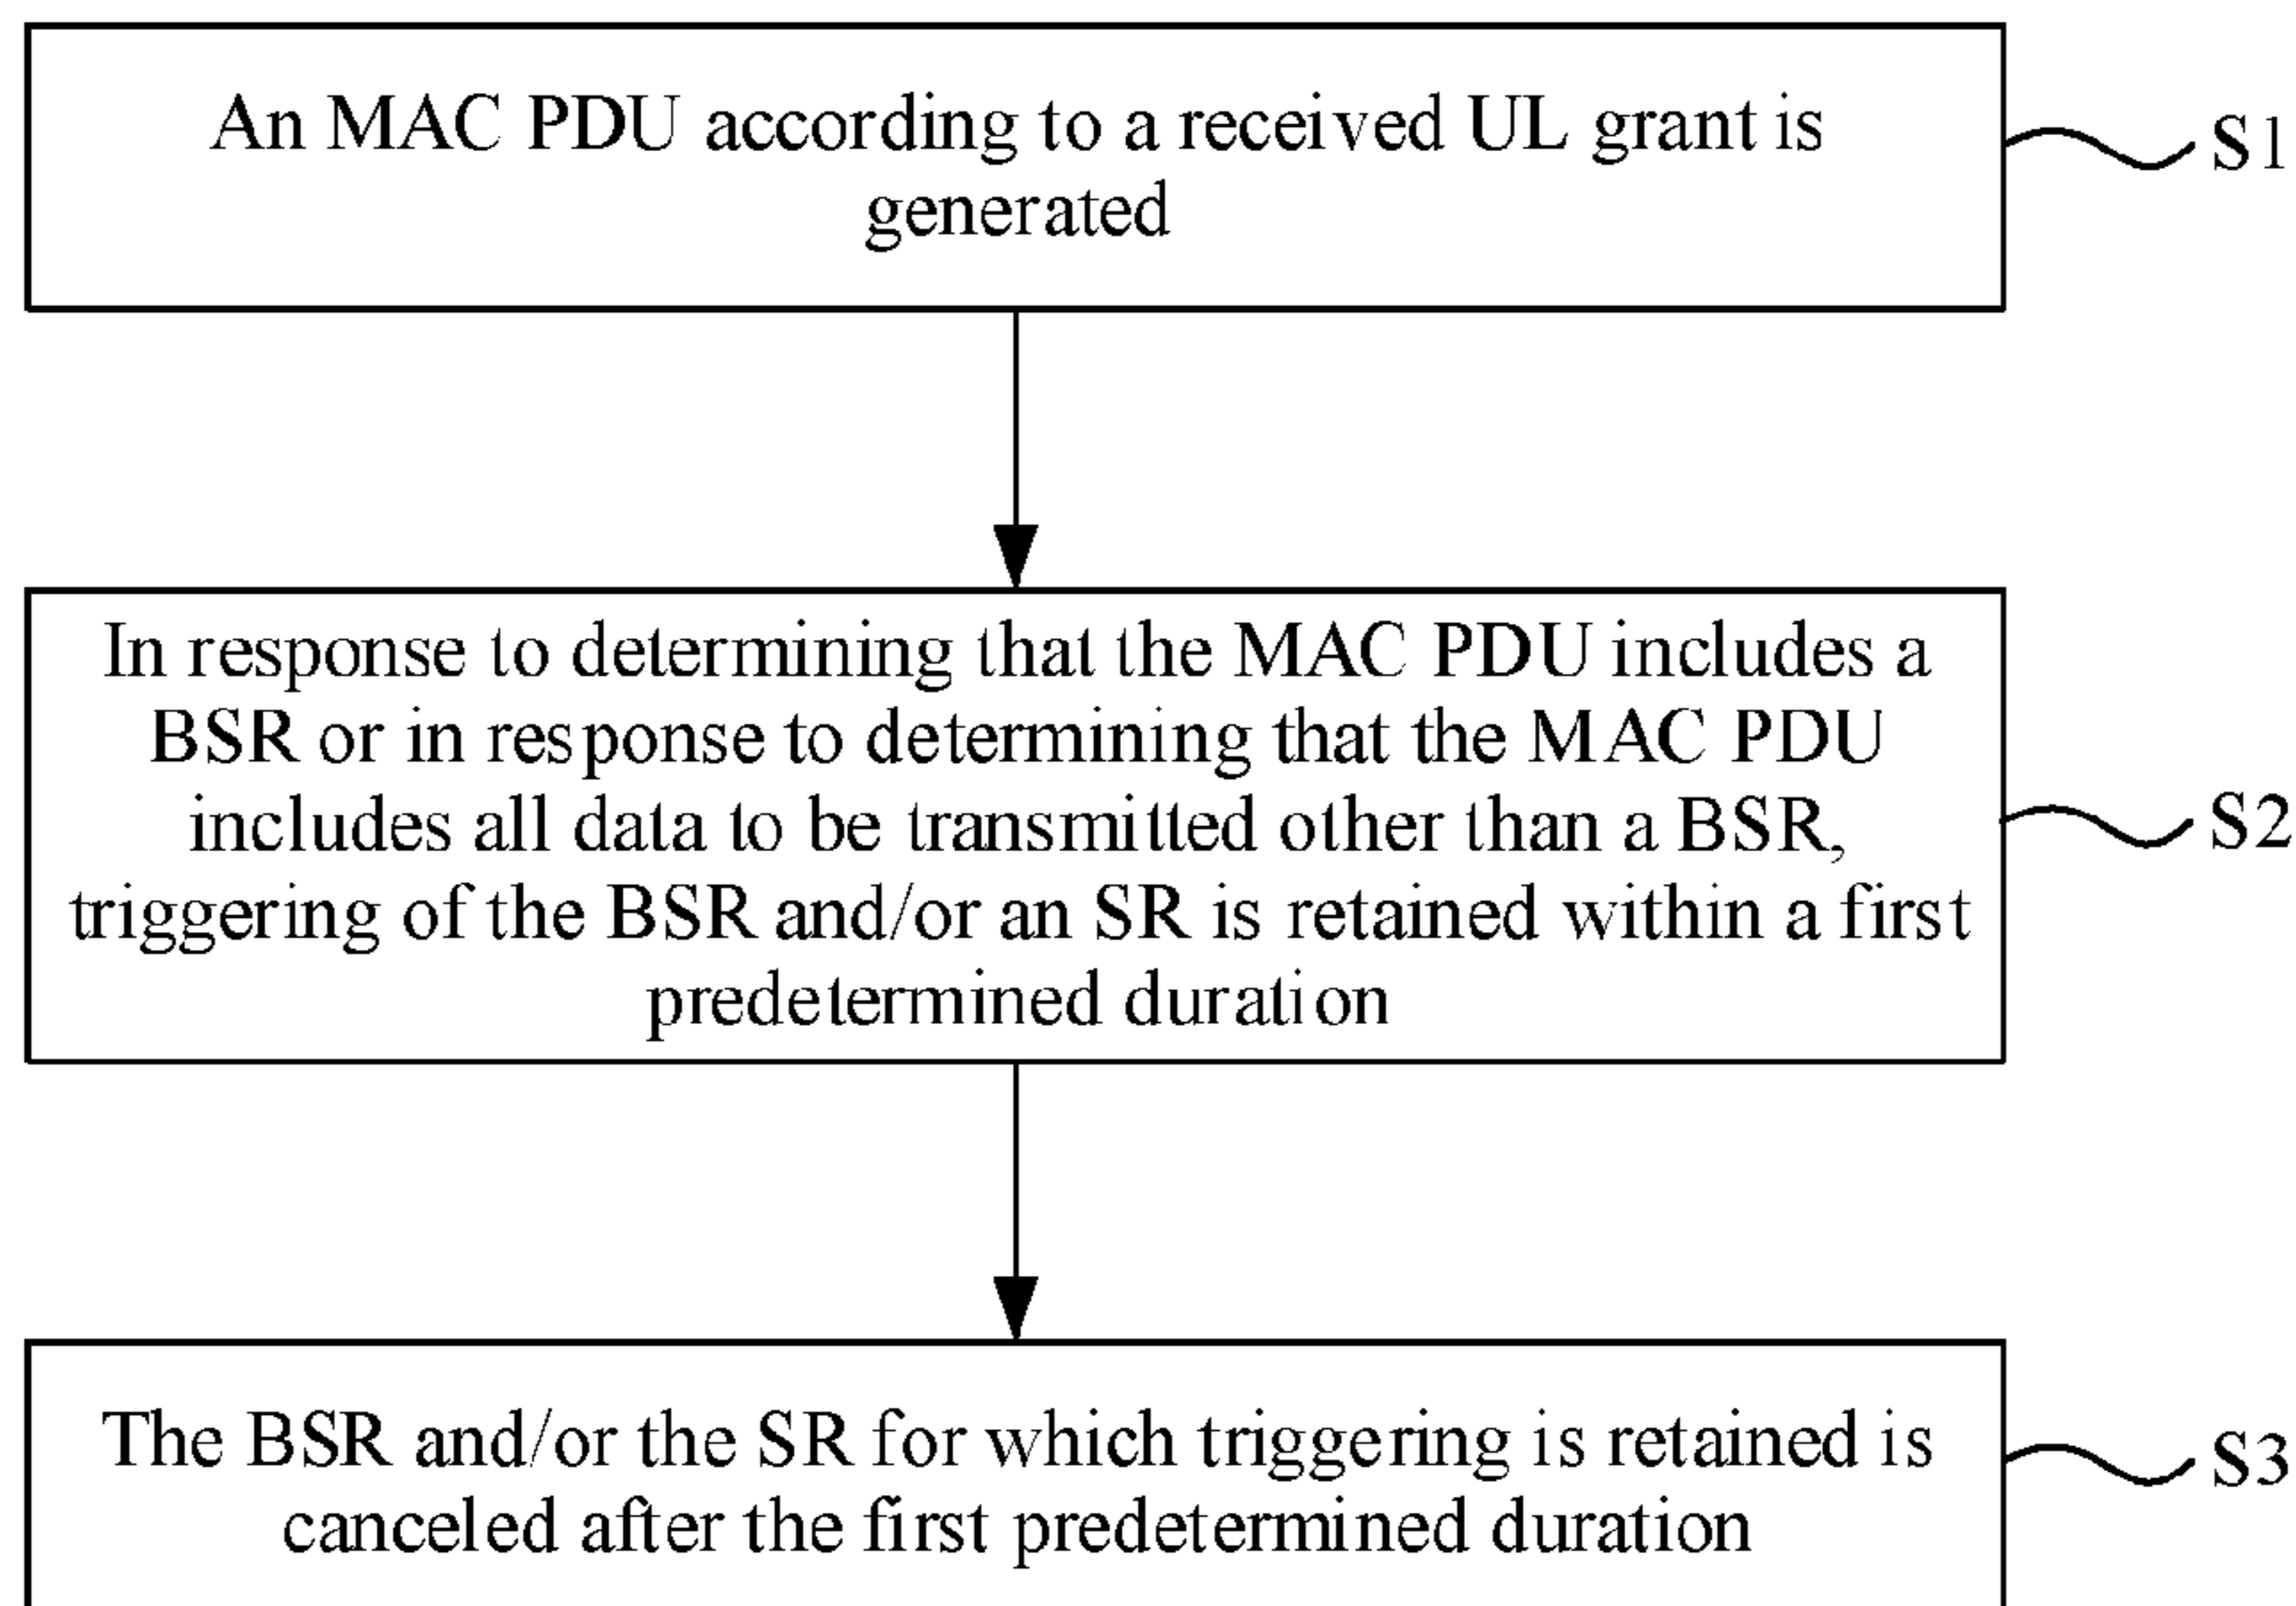 An MAC PDU according to a received UL grant is
generated
S1
In response to determining that the MAC PDU includes a
BSR or in response to determining that the MAC PDU
includes all data to be transmitted other than a BSR,
triggering of the BSR and/or an SR is retained within a first
predetermined duration
S2
The BSR and/or the SR for which triggering is retained is
canceled after the first predetermined duration
S3